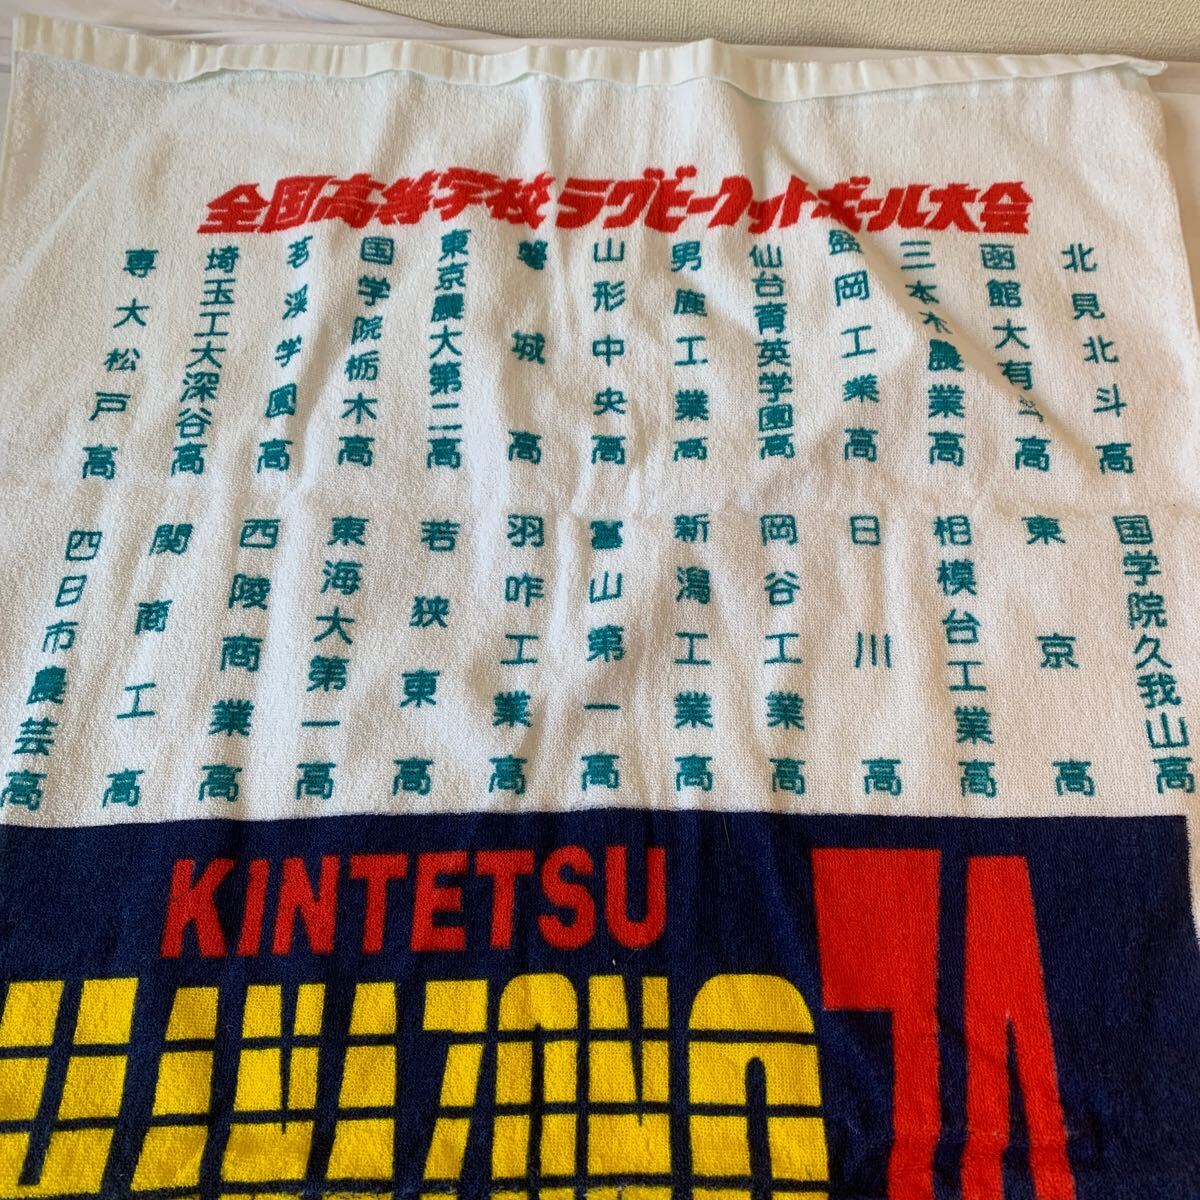 全国高等学校ラグビーフットボール大会
北見北斗高
函館大有斗高
三本木農業高
盛岡工業高
仙台育英学園高
男鹿工業高
山形中央高
磐城高
東京農大第二高
国学院栃木高
茗溪学園高
埼玉工大深谷高
専大松戸高
国学院久我山高
東京高
相模台工業高
日川高
岡谷工業高
新潟工業高
富山第一高
羽咋工業高
若狭東高
東海大第一高
西陵商業高
関商工高
四日市農芸高
KINTETSU
HANAZONO